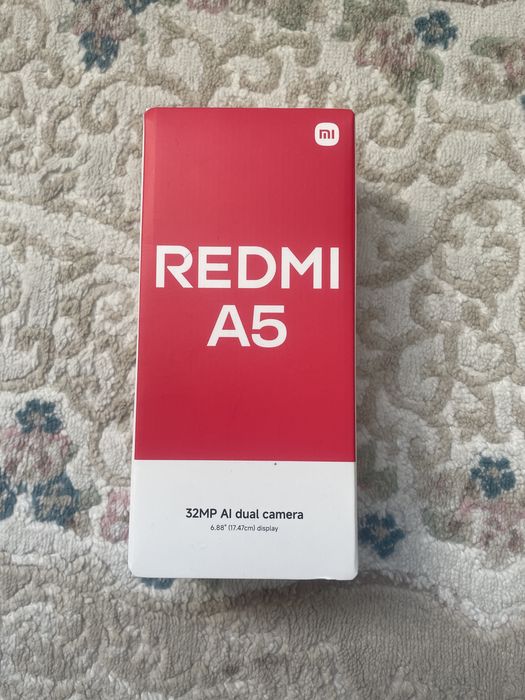 mi
REDMI
A5
32MP AI dual camera
6.88" (17.47cm) display